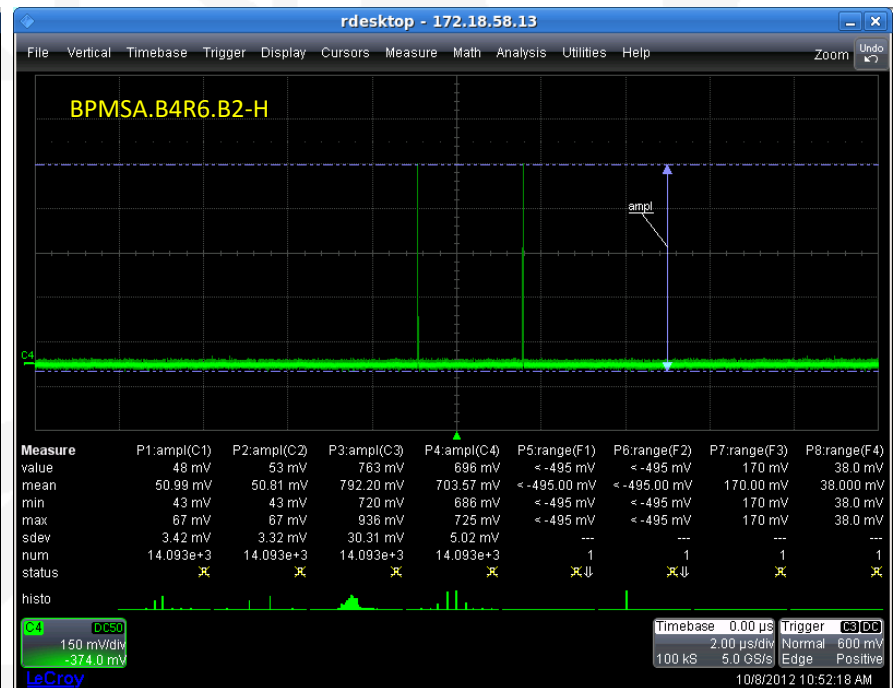 rdesktop - 172.18.58.13
File Vertical Timebase Trigger Display Cursors Measure Math Analysis Utilities Help Zoom Undo
BPMSA.B4R6.B2-H
ampl
C4
Measure P1:ampl(C1) P2:ampl(C2) P3:ampl(C3) P4:ampl(C4) P5:range(F1) P6:range(F2) P7:range(F3) P8:range(F4)
value 48 mV 53 mV 763 mV 696 mV <-495 mV <-495 mV 170 mV 38.0 mV
mean 50.99 mV 50.81 mV 792.20 mV 703.57 mV <-495.00 mV <-495.00 mV 170.00 mV 38.000 mV
min 43 mV 43 mV 720 mV 686 mV <-495 mV <-495 mV 170 mV 38.0 mV
max 67 mV 67 mV 936 mV 725 mV <-495 mV <-495 mV 170 mV 38.0 mV
sdev 3.42 mV 3.32 mV 30.31 mV 5.02 mV --- --- --- ---
num 14.093e+3 14.093e+3 14.093e+3 14.093e+3 1 1 1 1
status
histo
C4 DC50
150 mV/div
-374.0 mV
Timebase 0.00 µs
2.00 µs/div
100 kS 5.0 GS/s
Trigger C3 DC
Normal 600 mV
Edge Positive
LeCroy
10/8/2012 10:52:18 AM